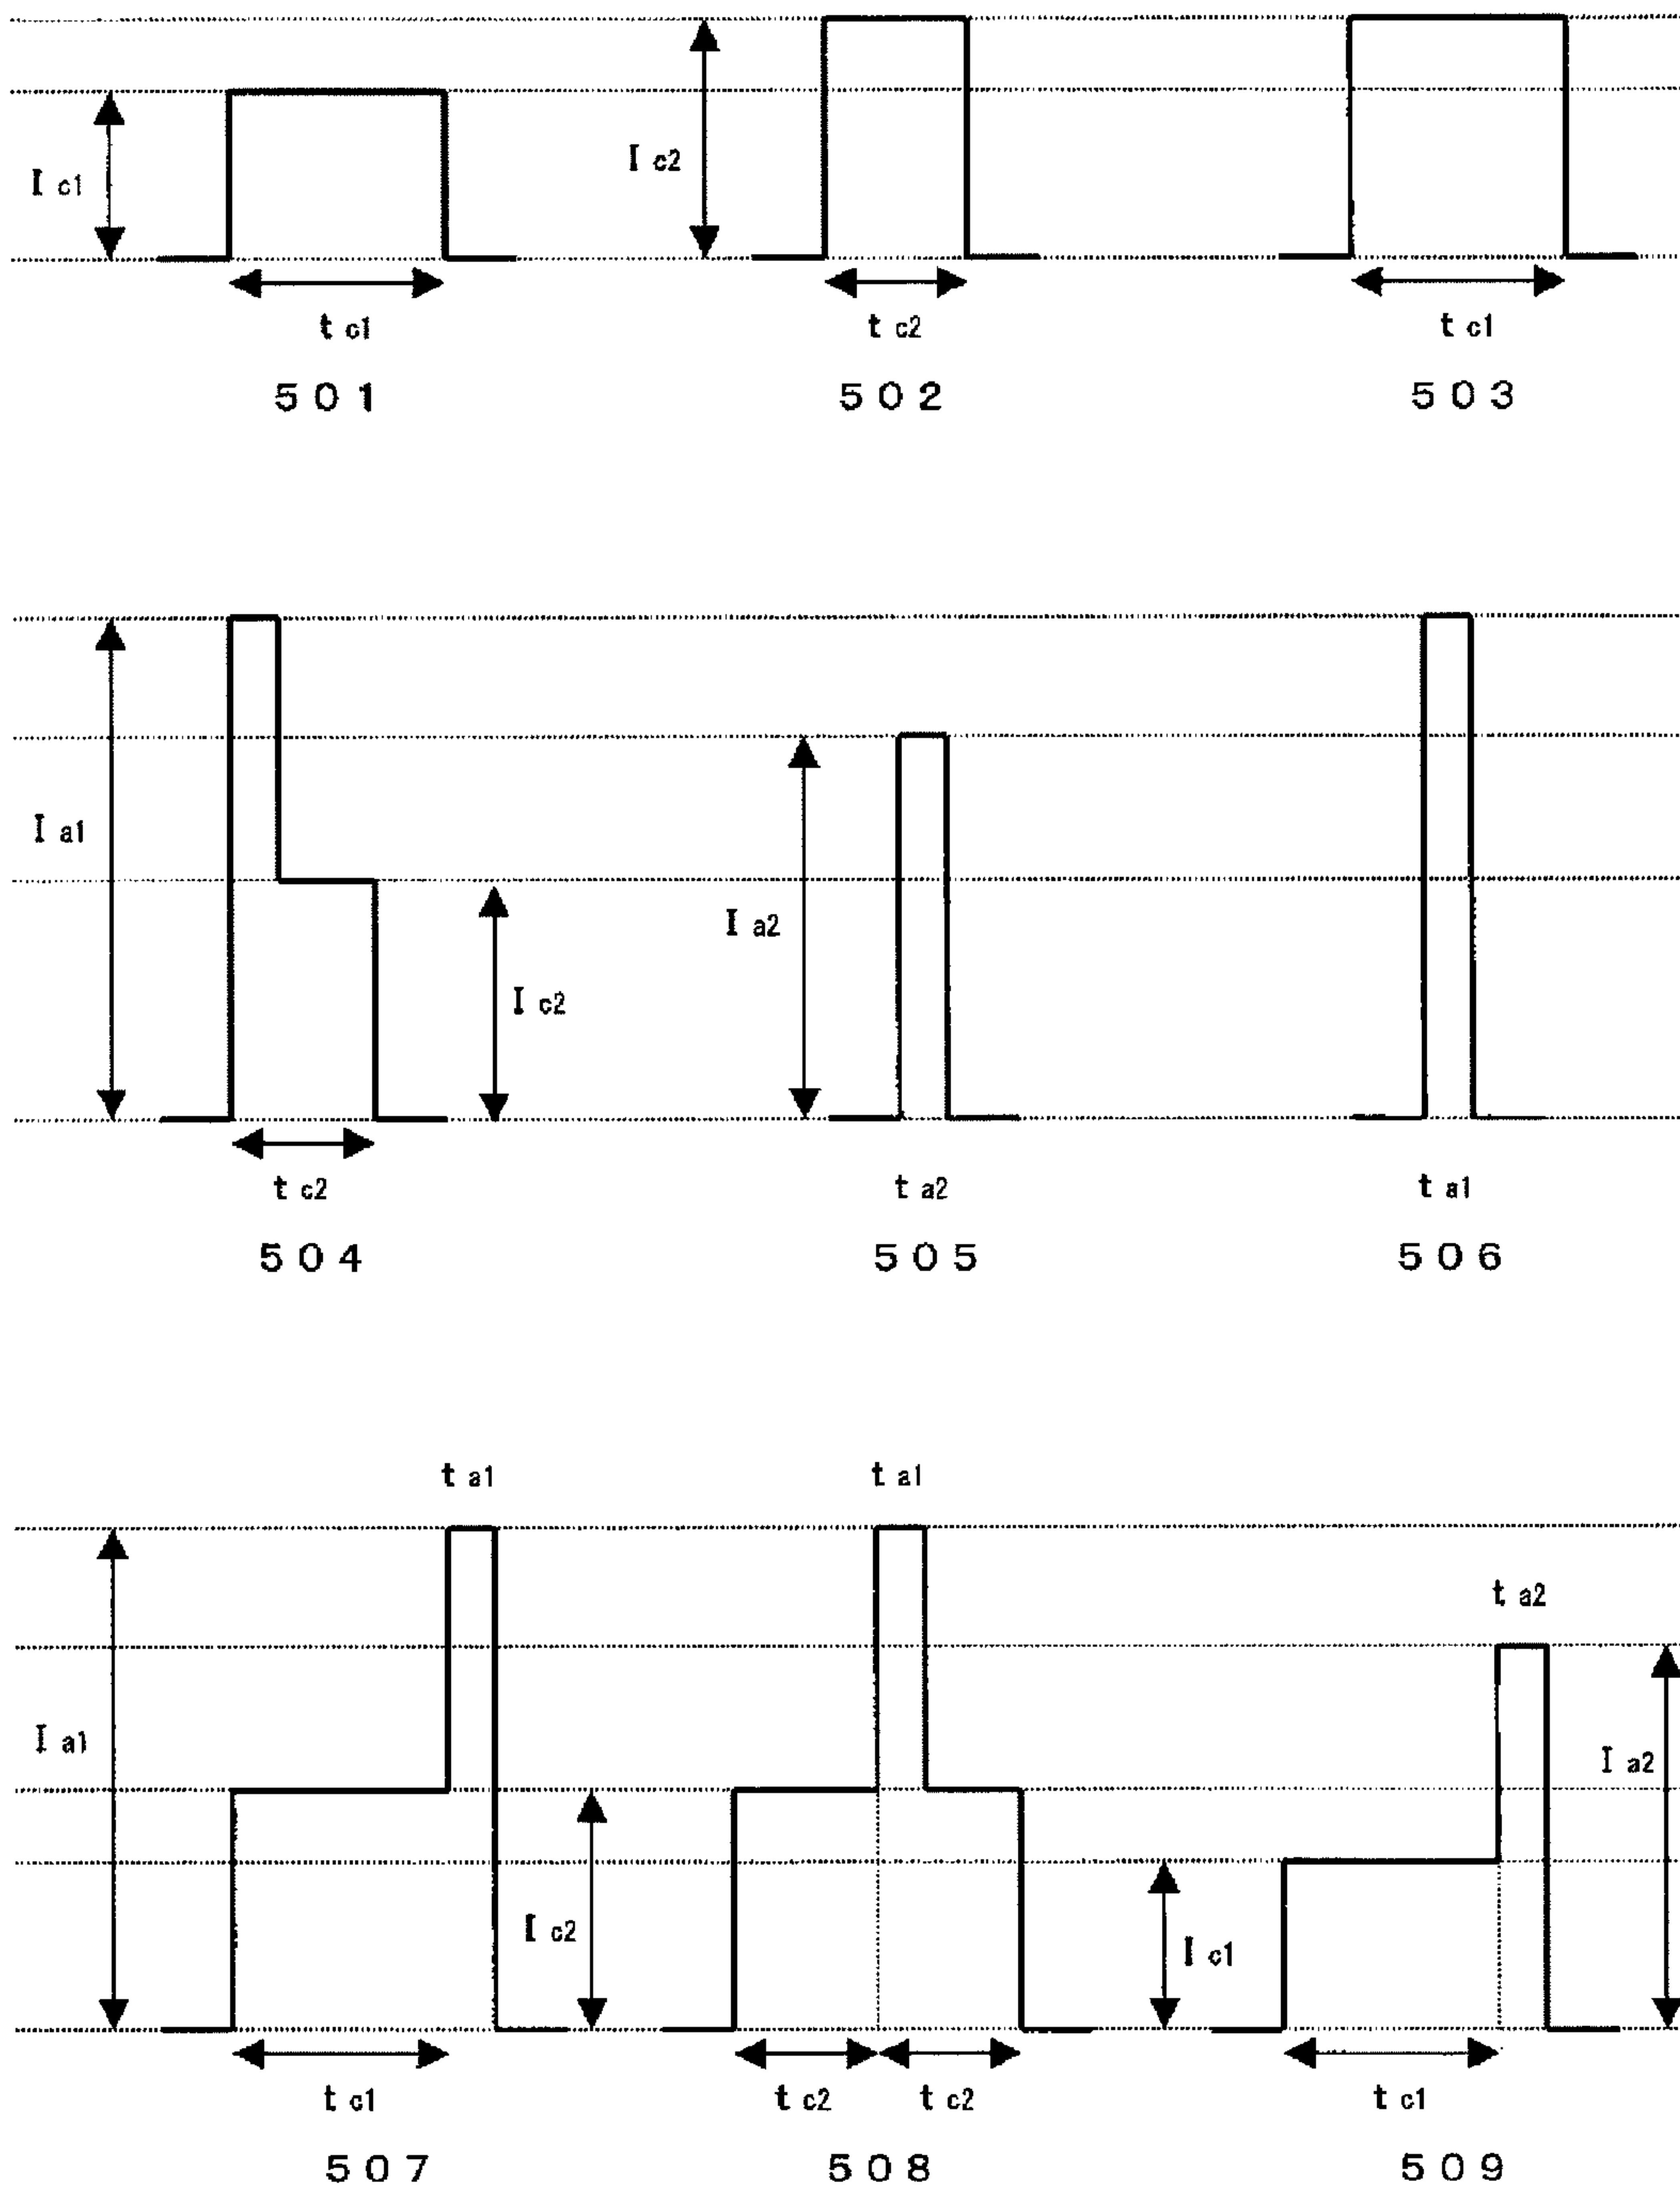 I c1
I c2
t c1
t c2
t c1
501
502
503
I a1
I a2
I c2
t c2
t a2
t a1
504
505
506
t a1
t a1
t a2
I a1
I a2
I c2
I c1
t c1
t c2
t c2
t c1
507
508
509